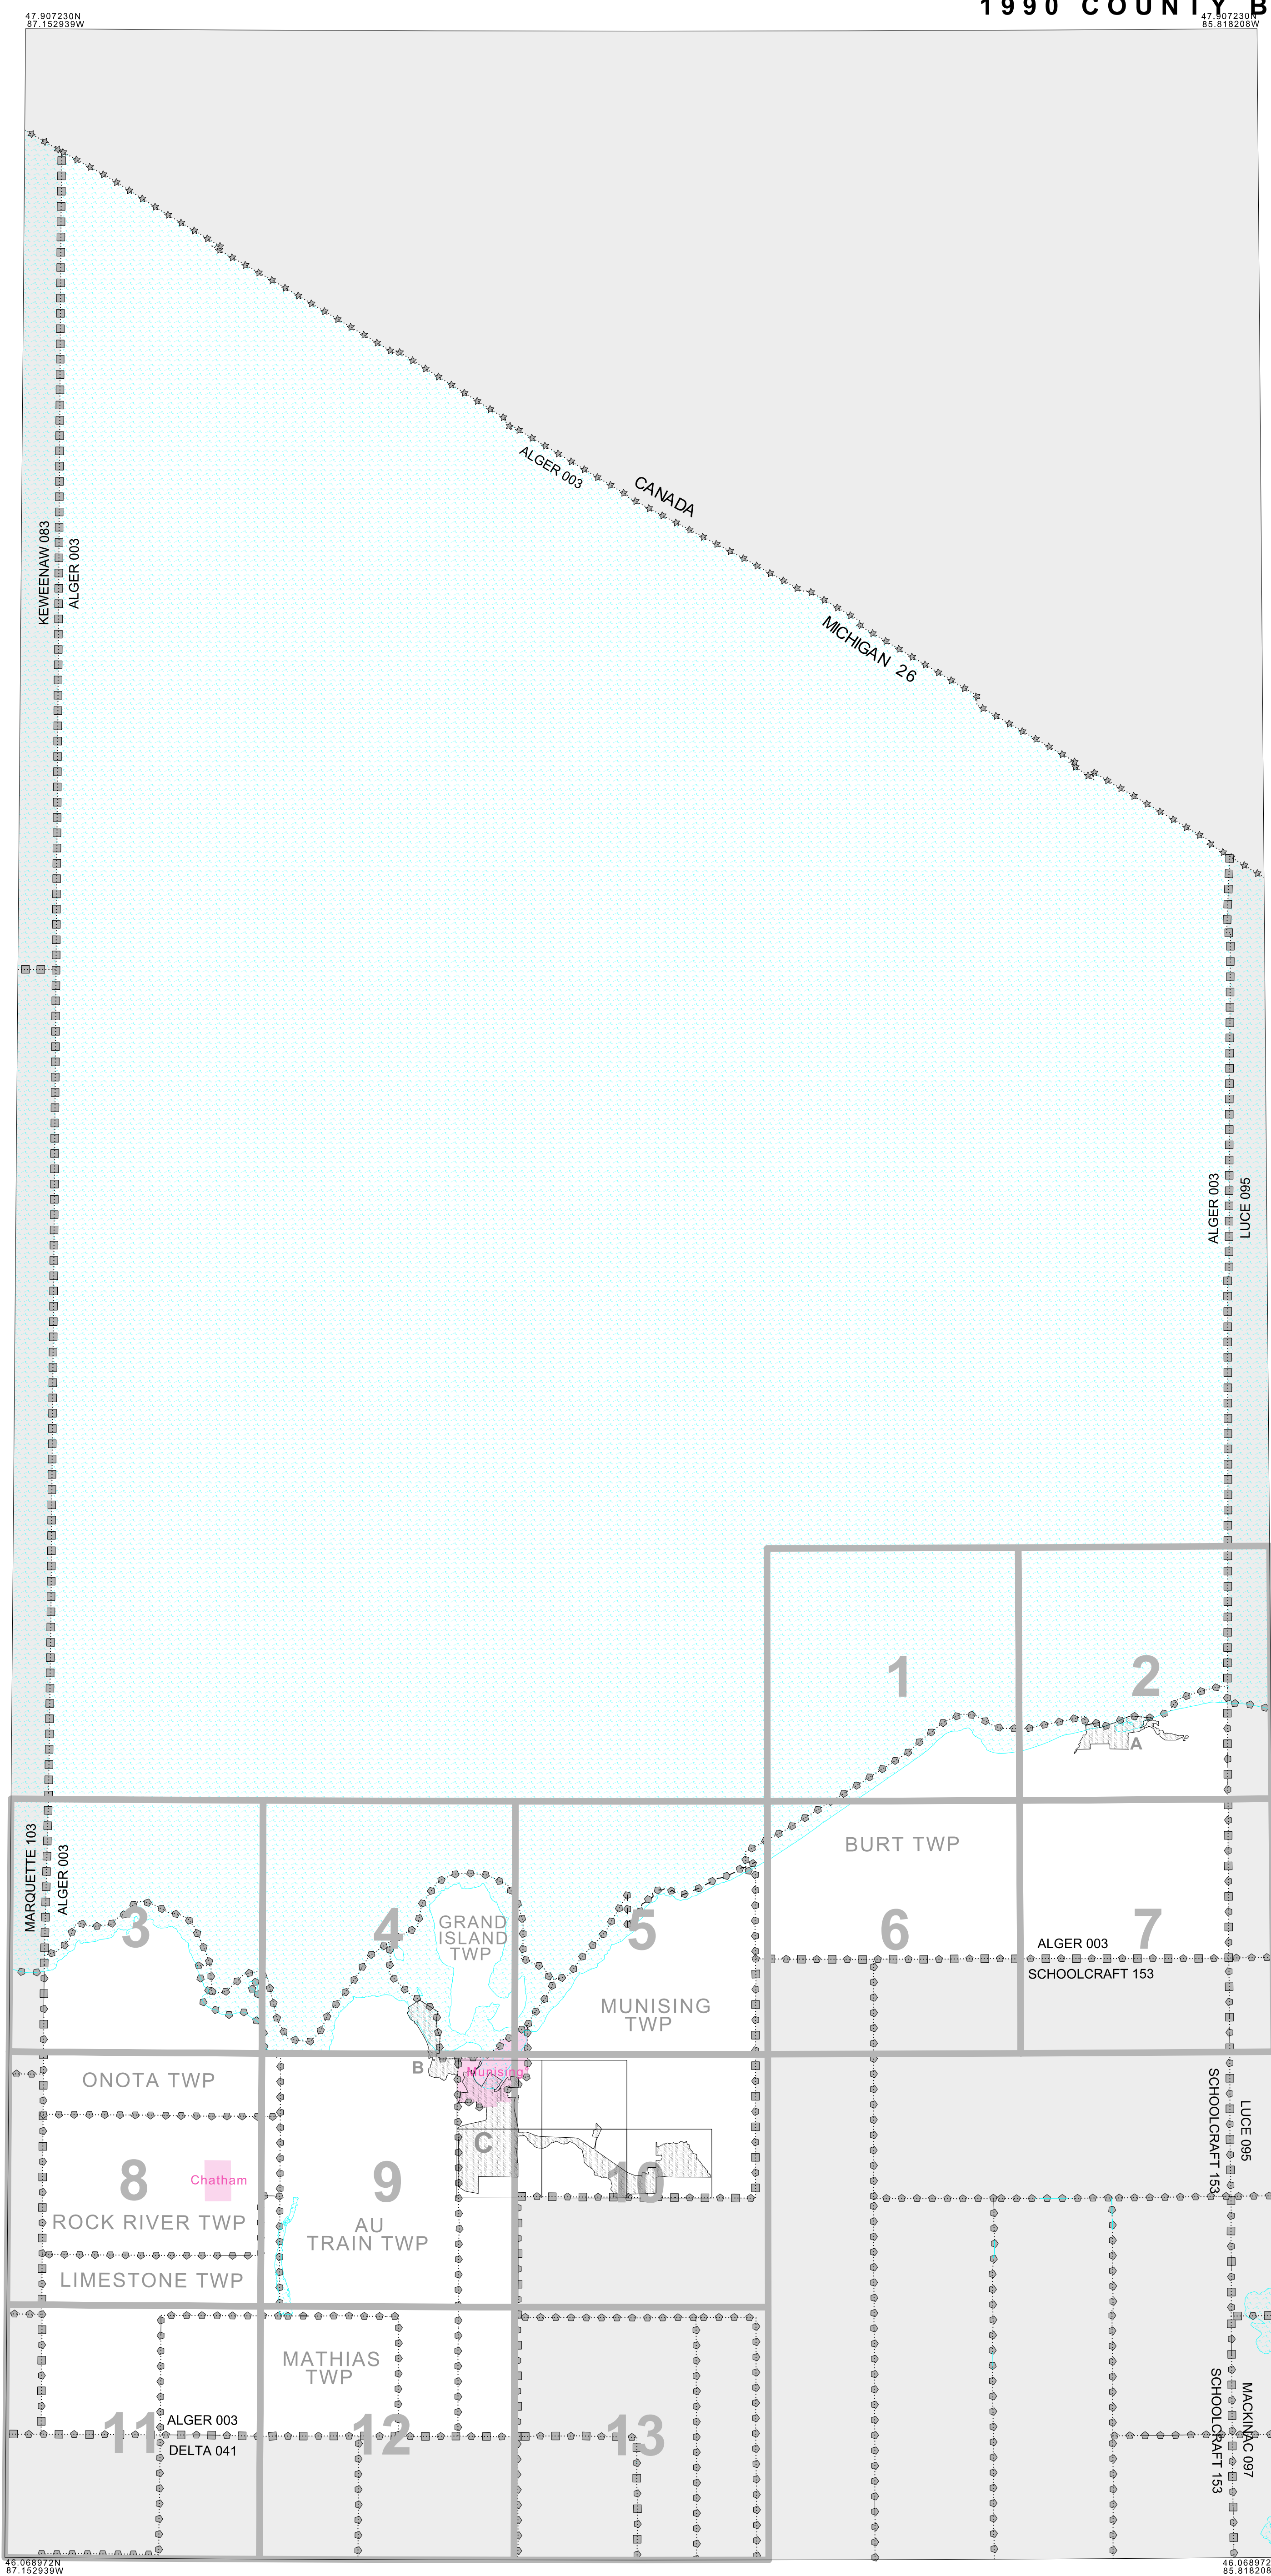 1990 COUNTY B
47.907230N
87.152939W
47.907230N
85.818208W
ALGER 003
CANADA
KEWEENAW 083
ALGER 003
MICHIGAN 26
ALGER 003
LUCE 095
1
2
A
MARQUETTE 103
ALGER 003
BURT TWP
3
4
GRAND
ISLAND
TWP
5
6
7
ALGER 003
SCHOOLCRAFT 153
MUNISING
TWP
B
Munising
ONOTA TWP
C
8
Chatham
9
10
SCHOOLCRAFT 153
LUCE 095
ROCK RIVER TWP
AU
TRAIN TWP
LIMESTONE TWP
MATHIAS
TWP
11
ALGER 003
DELTA 041
12
13
SCHOOLCRAFT 153
MACKINAC 097
46.068972N
87.152939W
46.068972
85.818208